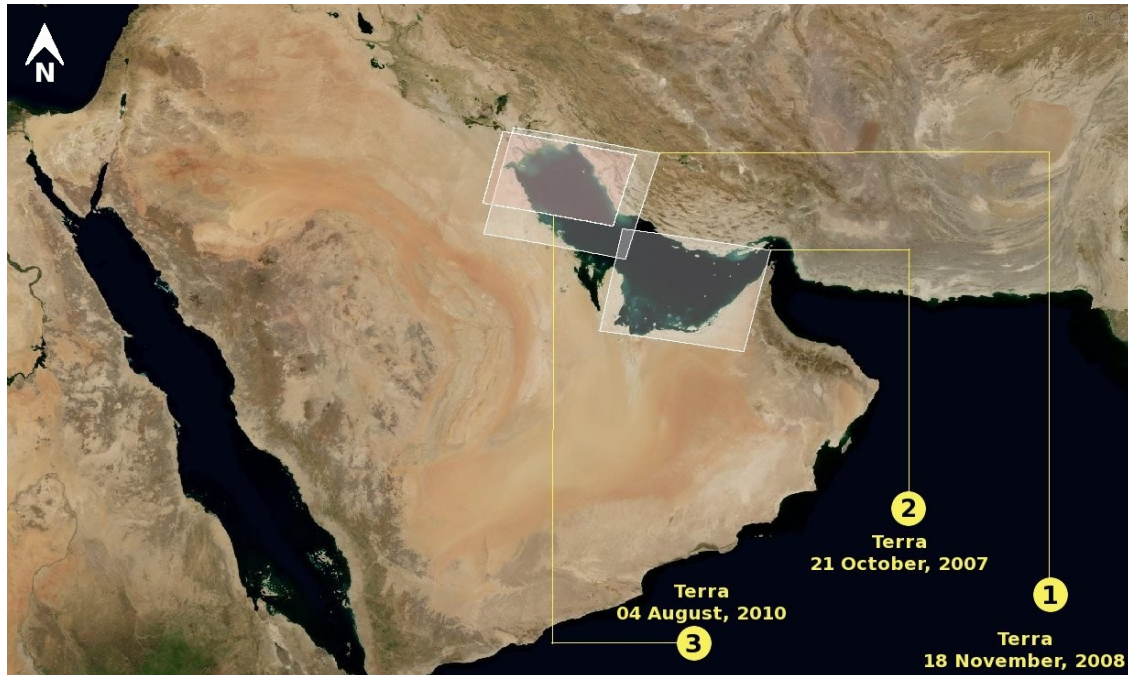 N
2
Terra
21 October, 2007
Terra
04 August, 2010
3
1
Terra
18 November, 2008